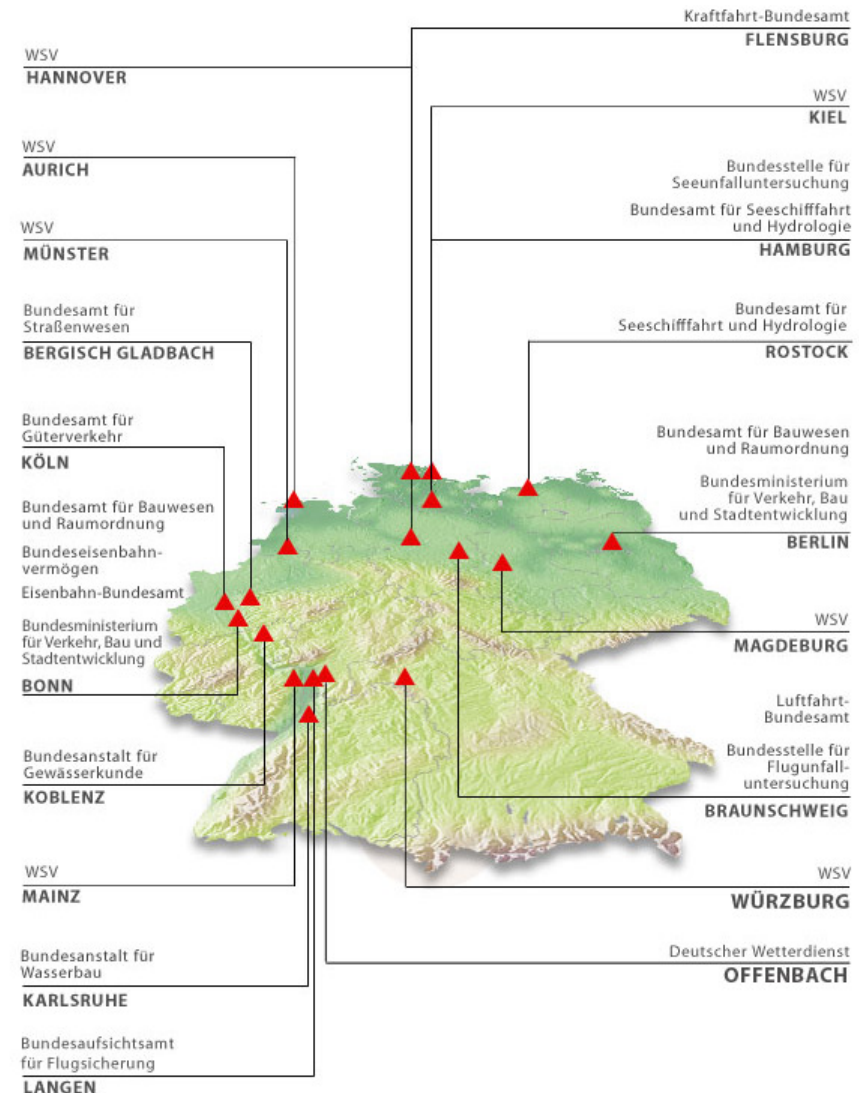 WSV
HANNOVER
WSV
AURICH
WSV
MÜNSTER
Bundesamt für
Straßenwesen
BERGISCH GLADBACH
Bundesamt für
Güterverkehr
KÖLN
Bundesamt für Bauwesen
und Raumordnung
Bundeseisenbahn-
vermögen
Eisenbahn-Bundesamt
Bundesministerium
für Verkehr, Bau und
Stadtentwicklung
BONN
Bundesanstalt für
Gewässerkunde
KOBLENZ
WSV
MAINZ
Bundesanstalt für
Wasserbau
KARLSRUHE
Bundesaufsichtsamt
für Flugsicherung
LANGEN
Kraftfahrt-Bundesamt
FLENSBURG
WSV
KIEL
Bundesstelle für
Seeunfalluntersuchung
Bundesamt für Seeschifffahrt
und Hydrologie
HAMBURG
Bundesamt für
Seeschifffahrt und Hydrologie
ROSTOCK
Bundesamt für Bauwesen
und Raumordnung
Bundesministerium
für Verkehr, Bau
und Stadtentwicklung
BERLIN
WSV
MAGDEBURG
Luftfahrt-
Bundesamt
Bundesstelle für
Flugunfall-
untersuchung
BRAUNSCHWEIG
WSV
WÜRZBURG
Deutscher Wetterdienst
OFFENBACH